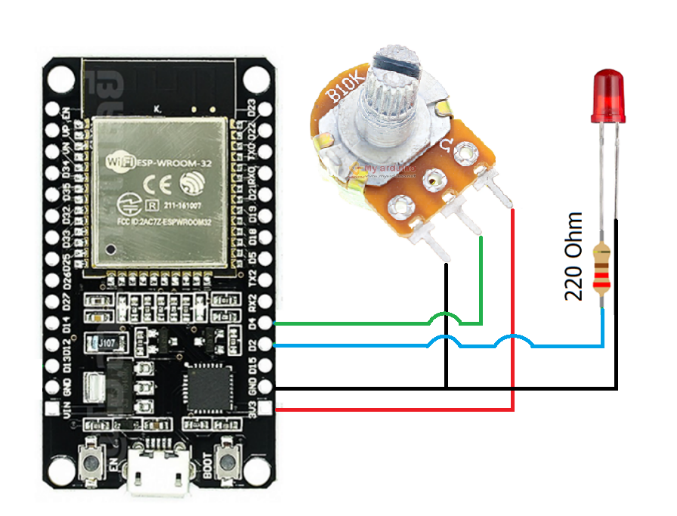 EN
VP
VN
D34
D35
D32
D33
D25
D26
D27
D14
D12
D13
GND
VIN
WiFi ESP-WROOM-32
CE
R 211-161007
FCC ID:2AC7Z-ESPWROOM32
J107
D23
D22
TX0
RX0
D21
D19
D18
D5
TX2
RX2
D4
D2
D15
GND
3V3
EN
BOOT
B10K
220 Ohm